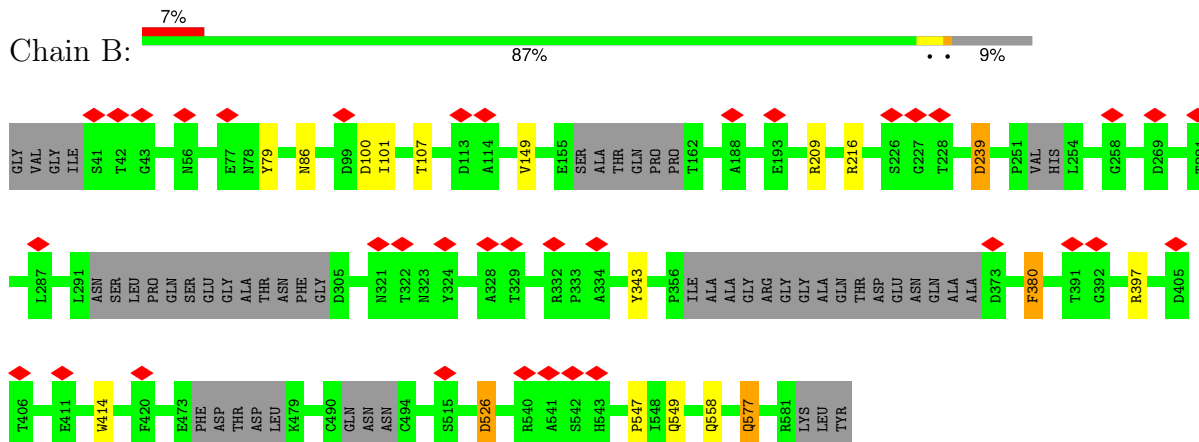 7%
Chain B:
87%
• •
9%
GLY VAL GLY ILE S41 T42 G43 N56 E77 N78 Y79 N86 D99 D100 I101 T107 D113 A114 V149 E155 SER ALA THR GLN PRO PRO T162 A188 E193 R209 R216 S226 G227 T228 D239 P251 VAL HIS L254 G258 D269
L287 L291 ASN SER LEU PRO GLN SER GLU GLY ALA THR ASN PHE GLY D305 N321 T322 N323 Y324 A328 T329 R332 P333 A334 Y343 P356 ILE ALA ALA GLY ARG GLY GLY ALA GLN THR ASP GLU ASN GLN ALA ALA D373 F380 T391 G392 R397 D405
T406 E411 W414 F420 E473 PHE ASP THR ASP LEU K479 C490 GLN ASN ASN C494 S515 D526 R540 A541 S542 H543 P547 I548 Q549 Q558 Q577 R581 LYS LEU TYR